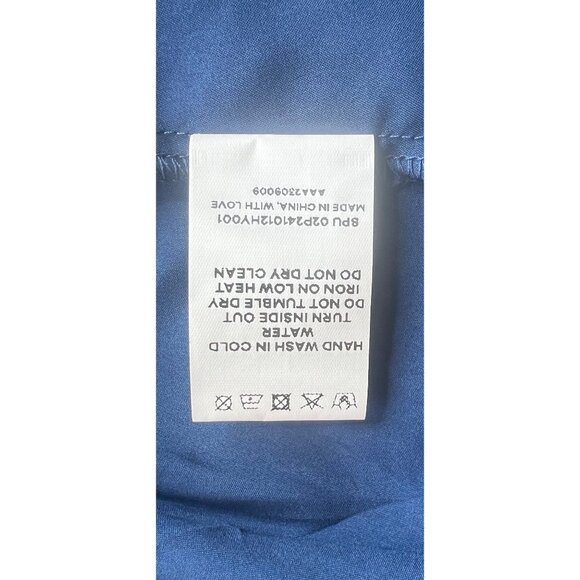 HAND WASH IN COLD
WATER
TURN INSIDE OUT
DO NOT TUMBLE DRY
IRON ON LOW HEAT
DO NOT DRY CLEAN
SPU 02P241012HY001
MADE IN CHINA, WITH LOVE
AAA2309009